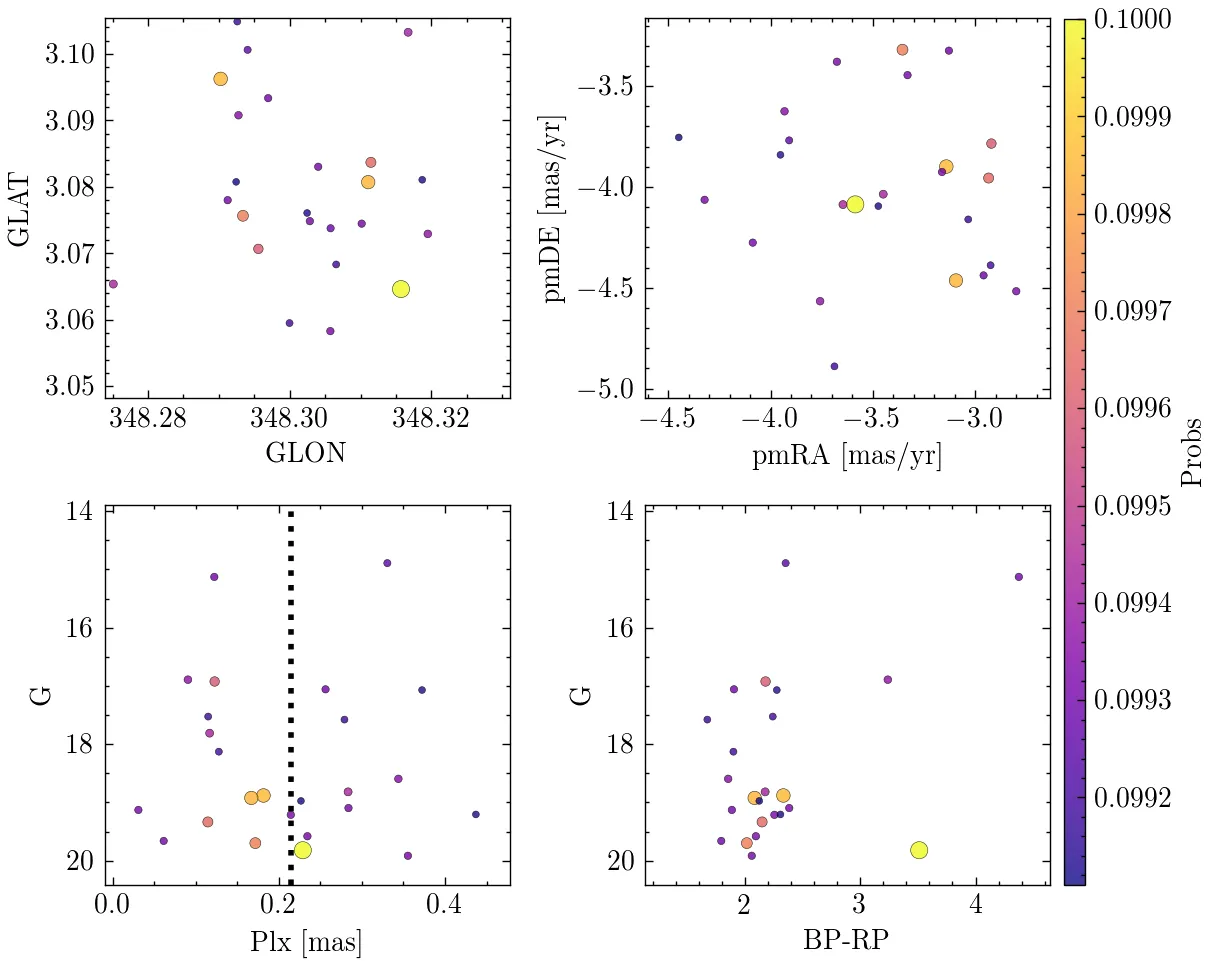 3.10
3.09
3.08
3.07
3.06
3.05
GLAT
348.28 348.30 348.32
GLON
−3.5
−4.0
−4.5
−5.0
pmDE [mas/yr]
−4.5 −4.0 −3.5 −3.0
pmRA [mas/yr]
14
16
18
20
G
0.0 0.2 0.4
Plx [mas]
14
16
18
20
G
2 3 4
BP-RP
0.1000
0.0999
0.0998
0.0997
0.0996
0.0995
0.0994
0.0993
0.0992
Probs